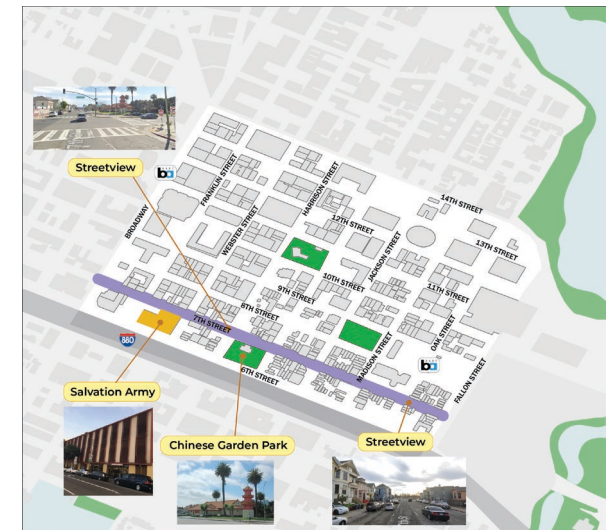 Streetview
ba
14TH STREET
FRANKLIN STREET
HARRISON STREET
BROADWAY
WEBSTER STREET
12TH STREET
13TH STREET
JACKSON STREET
10TH STREET
11TH STREET
9TH STREET
8TH STREET
7TH STREET
OAK STREET
MADISON STREET
880
6TH STREET
ba
FALLON STREET
Salvation Army
Chinese Garden Park
Streetview